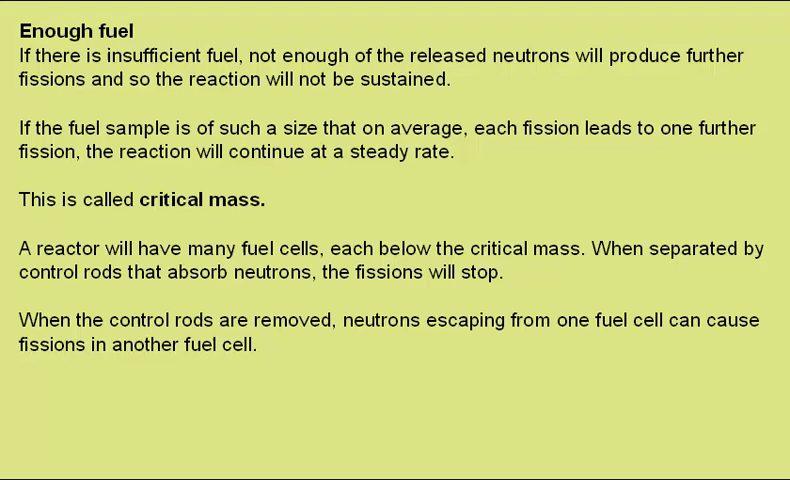 Enough fuel
If there is insufficient fuel, not enough of the released neutrons will produce further
fissions and so the reaction will not be sustained.
If the fuel sample is of such a size that on average, each fission leads to one further
fission, the reaction will continue at a steady rate.
This is called critical mass.
A reactor will have many fuel cells, each below the critical mass. When separated by
control rods that absorb neutrons, the fissions will stop.
When the control rods are removed, neutrons escaping from one fuel cell can cause
fissions in another fuel cell.